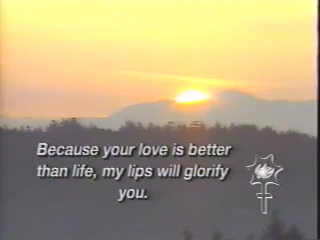 Because your love is better
than life, my lips will glorify
you.